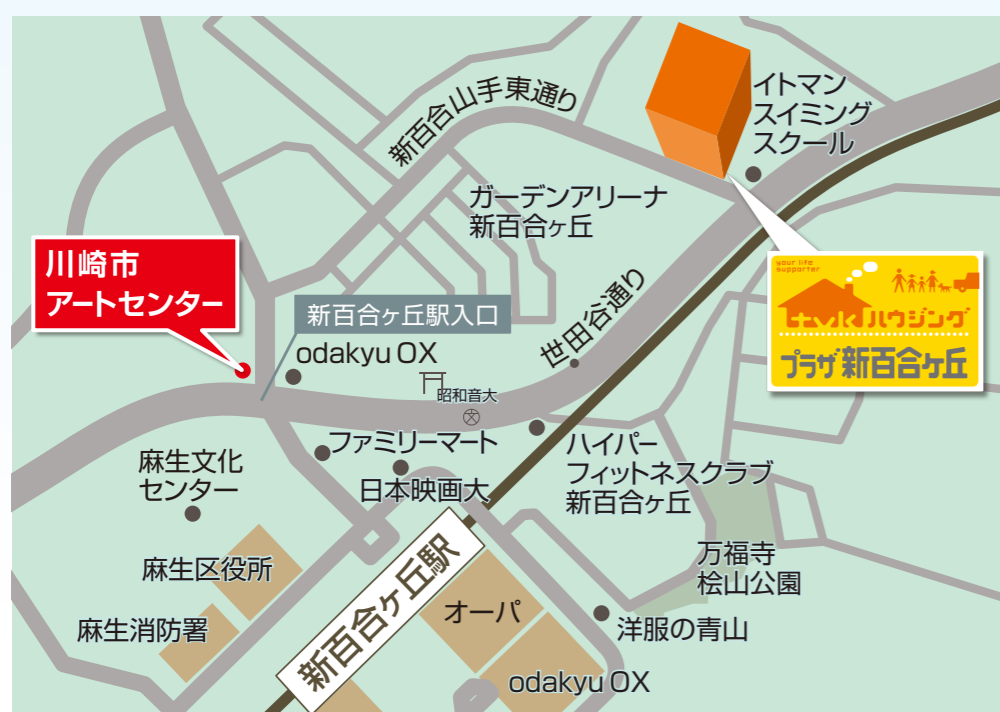 新百合山手東通り
イトマン
スイミング
スクール
ガーデンアリーナ
新百合ヶ丘
川崎市
アートセンター
your life
supporter
ハウジング
プラザ新百合ヶ丘
新百合ヶ丘駅入口
世田谷通り
odakyu OX
昭和音大
ファミリーマート
日本映画大
ハイパー
フィットネスクラブ
新百合ヶ丘
麻生文化
センター
麻生区役所
麻生消防署
新百合ヶ丘駅
オーパ
万福寺
桧山公園
洋服の青山
odakyu OX